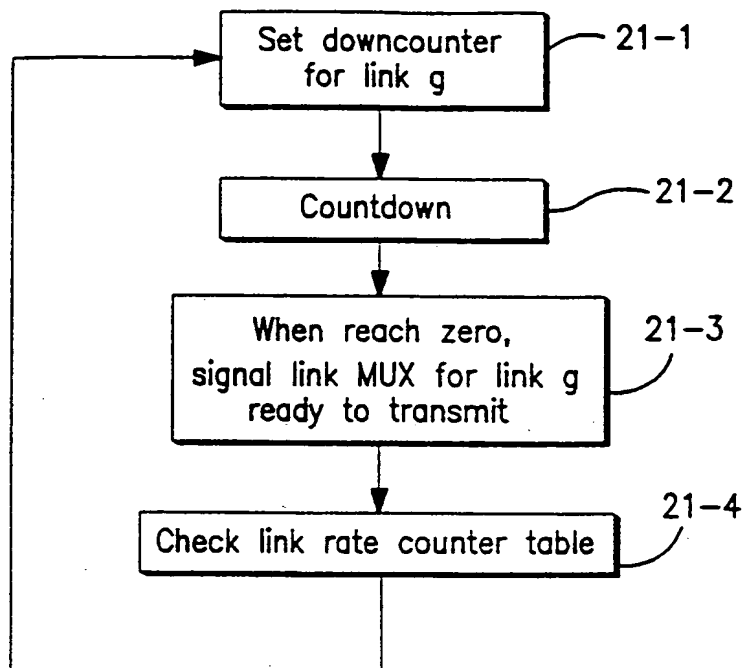 Set downcounter
for link g
21-1
Countdown
21-2
When reach zero,
signal link MUX for link g
ready to transmit
21-3
Check link rate counter table
21-4